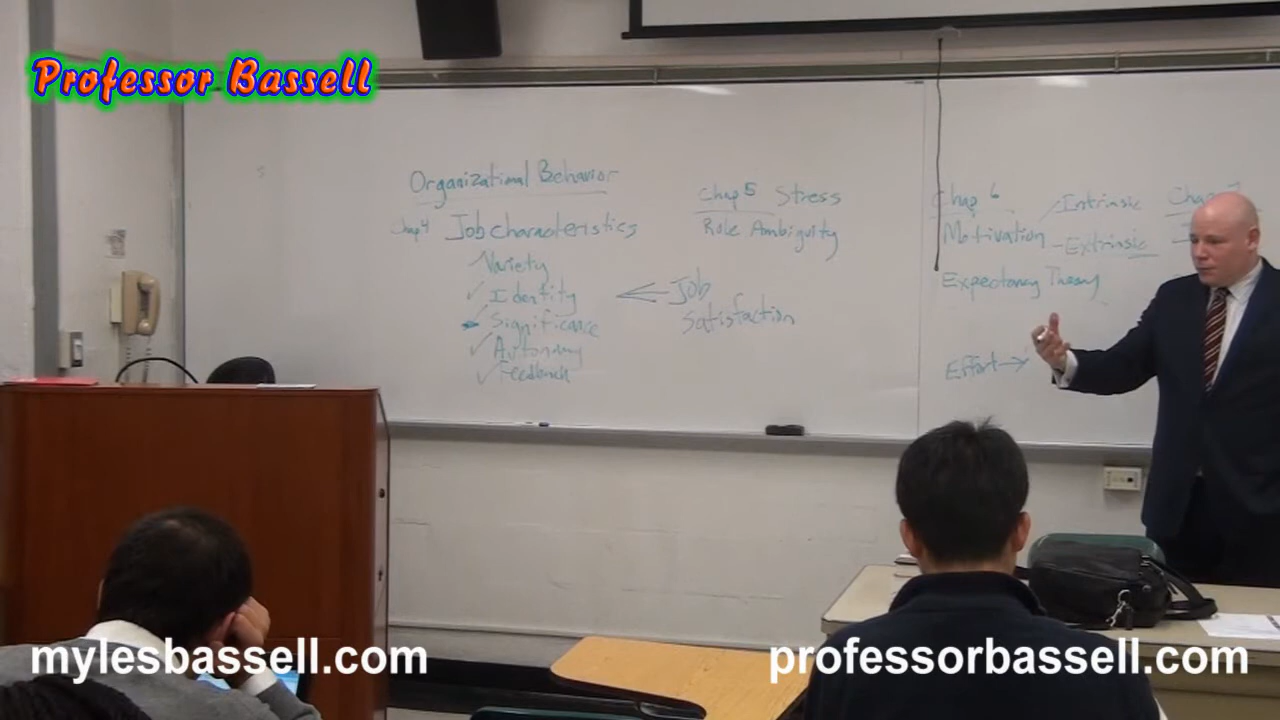 Professor Bassell
Organizational Behavior
Chap 4 Job characteristics
Variety
Identity
Significance
Autonomy
Feedback
Chap 5 Stress
Role Ambiguity
Job
Satisfaction
Chap 6
Motivation
Intrinsic
Extrinsic
Expectancy Theory
Effort →
mylesbassell.com
professorbassell.com